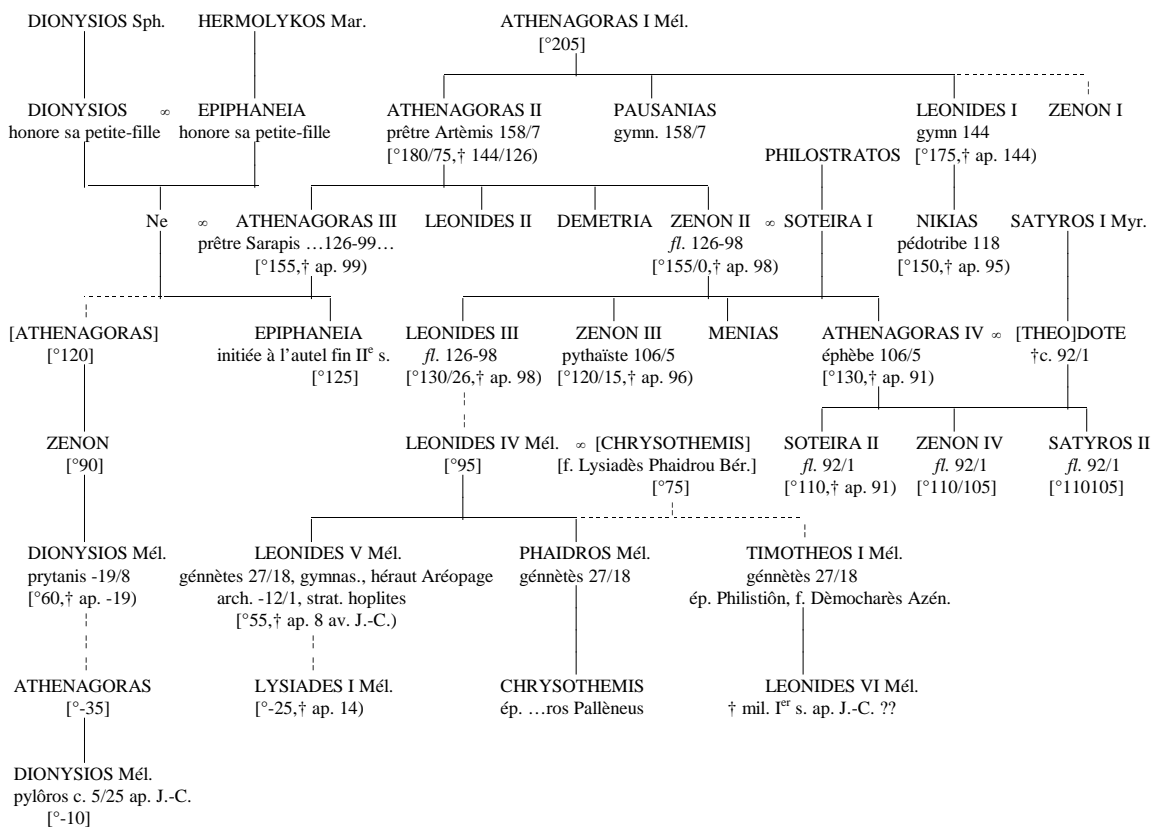 DIONYSIOS Sph. HERMOLYKOS Mar. ATHENAGORAS I Mél.
[°205]
DIONYSIOS ∞ EPIPHANEIA ATHENAGORAS II PAUSANIAS LEONIDES I ZENON I
honore sa petite-fille honore sa petite-fille prêtre Artèmis 158/7 gymn. 158/7 gymn 144
[°180/75,† 144/126) PHILOSTRATOS [°175,† ap. 144)
Ne ∞ ATHENAGORAS III LEONIDES II DEMETRIA ZENON II ∞ SOTEIRA I NIKIAS SATYROS I Myr.
prêtre Sarapis …126-99… fl. 126-98 pédotribe 118
[°155,† ap. 99) [°155/0,† ap. 98) [°150,† ap. 95)
[ATHENAGORAS] EPIPHANEIA LEONIDES III ZENON III MENIAS ATHENAGORAS IV ∞ [THEO]DOTE
[°120] initiée à l'autel fin IIe s. fl. 126-98 pythaïste 106/5 éphèbe 106/5 †c. 92/1
[°125] [°130/26,† ap. 98) [°120/15,† ap. 96) [°130,† ap. 91)
ZENON LEONIDES IV Mél. ∞ [CHRYSOTHEMIS] SOTEIRA II ZENON IV SATYROS II
[°90] [°95] [f. Lysiadès Phaidrou Bér.] fl. 92/1 fl. 92/1 fl. 92/1
[°75] [°110,† ap. 91) [°110/105] [°110105]
DIONYSIOS Mél. LEONIDES V Mél. PHAIDROS Mél. TIMOTHEOS I Mél.
prytanis -19/8 génnètes 27/18, gymnas., héraut Aréopage génnètès 27/18 génnètès 27/18
[°60,† ap. -19) arch. -12/1, strat. hoplites ép. Philistiôn, f. Dèmocharès Azén.
[°55,† ap. 8 av. J.-C.)
ATHENAGORAS LYSIADES I Mél. CHRYSOTHEMIS LEONIDES VI Mél.
[°-35] [°-25,† ap. 14) ép. …ros Pallèneus † mil. Ier s. ap. J.-C. ??
DIONYSIOS Mél.
pylôros c. 5/25 ap. J.-C.
[°-10]